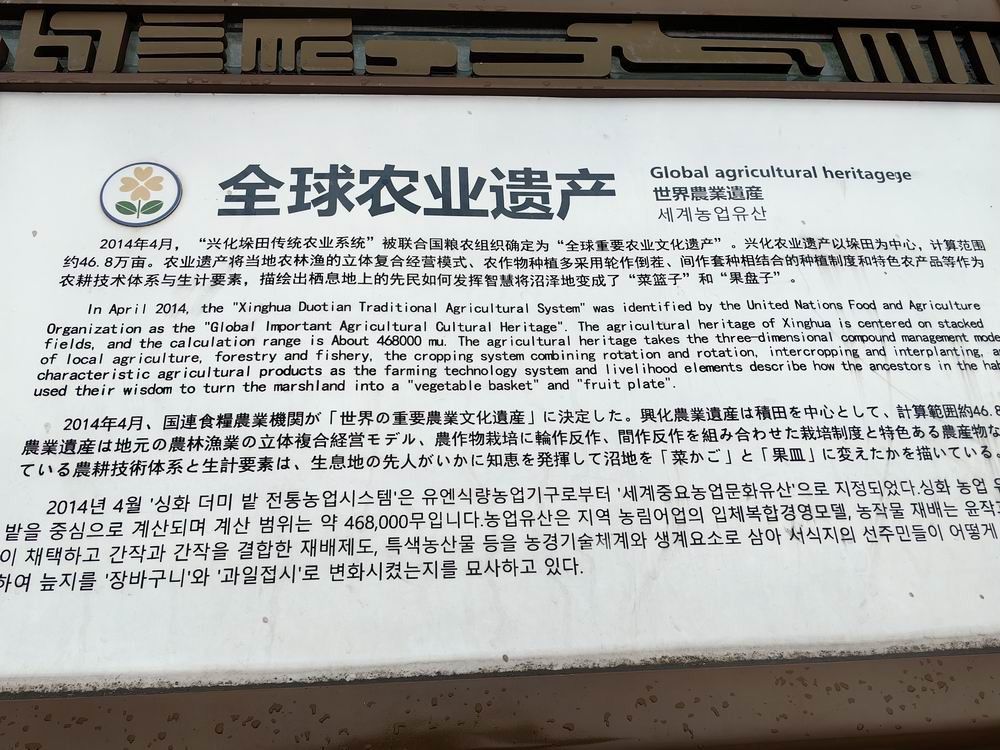 全球农业遗产
Global agricultural heritageje
世界農業遺産
세계농업유산
2014年4月，“兴化垛田传统农业系统”被联合国粮农组织确定为“全球重要农业文化遗产”。兴化农业遗产以垛田为中心，计算范围
约46.8万亩。农业遗产将当地农林渔的立体复合经营模式、农作物种植多采用轮作倒茬、间作套种相结合的种植制度和特色农产品等作为
农耕技术体系与生计要素，描绘出栖息地上的先民如何发挥智慧将沼泽地变成了“菜篮子”和“果盘子”。
In April 2014, the "Xinghua Duotian Traditional Agricultural System" was identified by the United Nations Food and Agriculture
Organization as the "Global Important Agricultural Cultural Heritage". The agricultural heritage of Xinghua is centered on stacked
fields, and the calculation range is About 468000 mu. The agricultural heritage takes the three-dimensional compound management mode
of local agriculture, forestry and fishery, the cropping system combining rotation and rotation, intercropping and interplanting,
characteristic agricultural products as the farming technology system and livelihood elements describe how the ancestors in the
used their wisdom to turn the marshland into a "vegetable basket" and "fruit plate".
2014年4月、国連食糧農業機関が「世界の重要農業文化遺産」に決定した。興化農業遺産は積田を中心として、計算範囲約46.8
農業遺産は地元の農林漁業の立体複合経営モデル、農作物栽培に輪作反作、間作反作を組み合わせた栽培制度と特色ある農産物な
ている農耕技術体系と生計要素は、生息地の先人がいかに知恵を発揮して沼地を「菜かご」と「果皿」に変えたかを描いている。
2014년 4월 '싱화 더미 밭 전통농업시스템'은 유엔식량농업기구로부터 '세계중요농업문화유산'으로 지정되었다.싱화 농업
밭을 중심으로 계산되며 계산 범위는 약 468,000무입니다.농업유산은 지역 농림어업의 입체복합경영모델, 농작물 재배는 윤작
이 채택하고 간작과 간작을 결합한 재배제도, 특색농산물 등을 농경기술체계와 생계요소로 삼아 서식지의 선주민들이 어떻게
하여 늪지를 '장바구니'와 '과일접시'로 변화시켰는지를 묘사하고 있다.